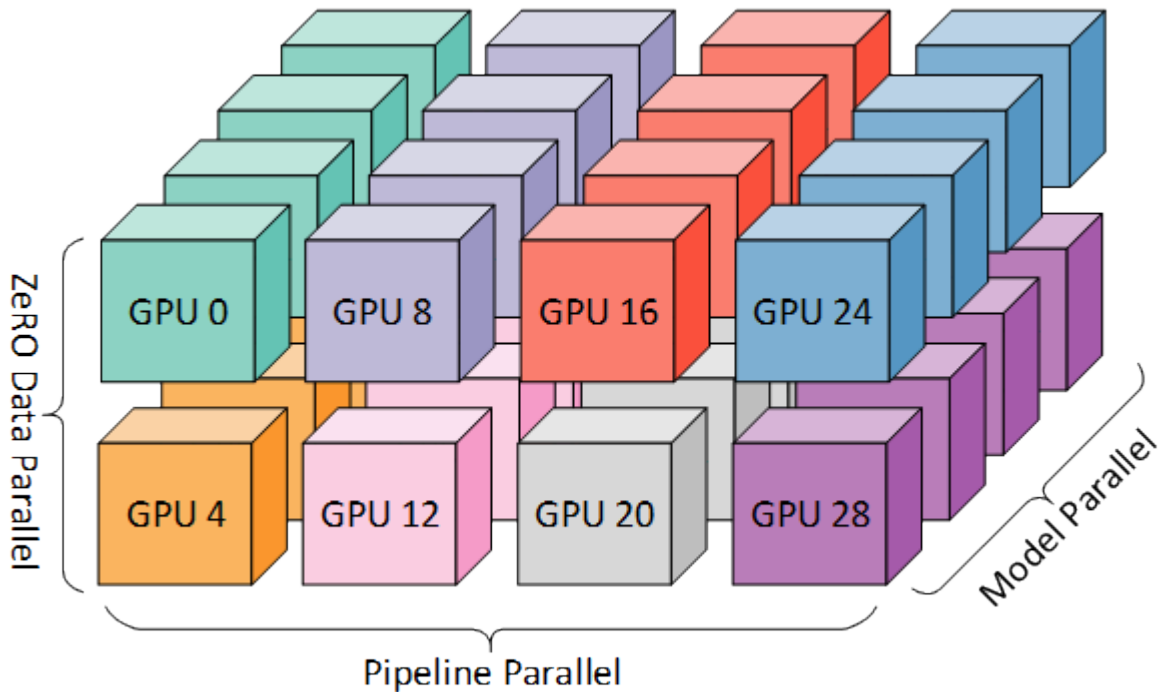 GPU 0
GPU 8
GPU 16
GPU 24
GPU 4
GPU 12
GPU 20
GPU 28
ZeRO Data Parallel
Pipeline Parallel
Model Parallel